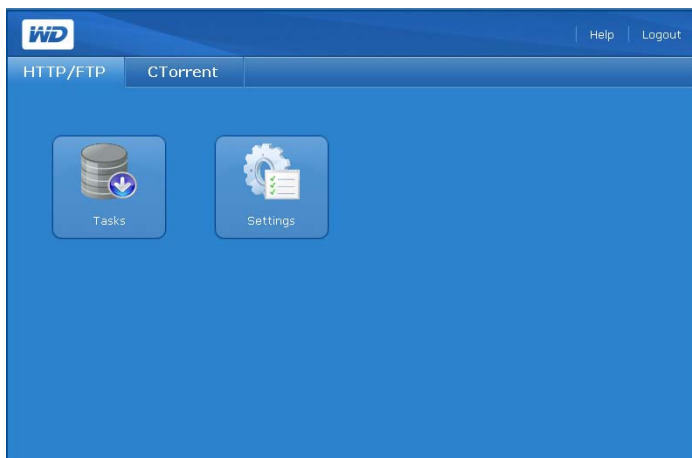 WD
Help
Logout
HTTP/FTP
CTorrent
Tasks
Settings